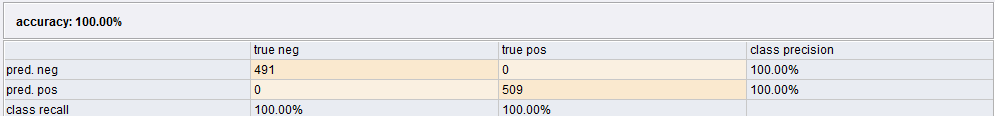 accuracy: 100.00%
true neg true pos class precision
pred. neg 491 0 100.00%
pred. pos 0 509 100.00%
class recall 100.00% 100.00%